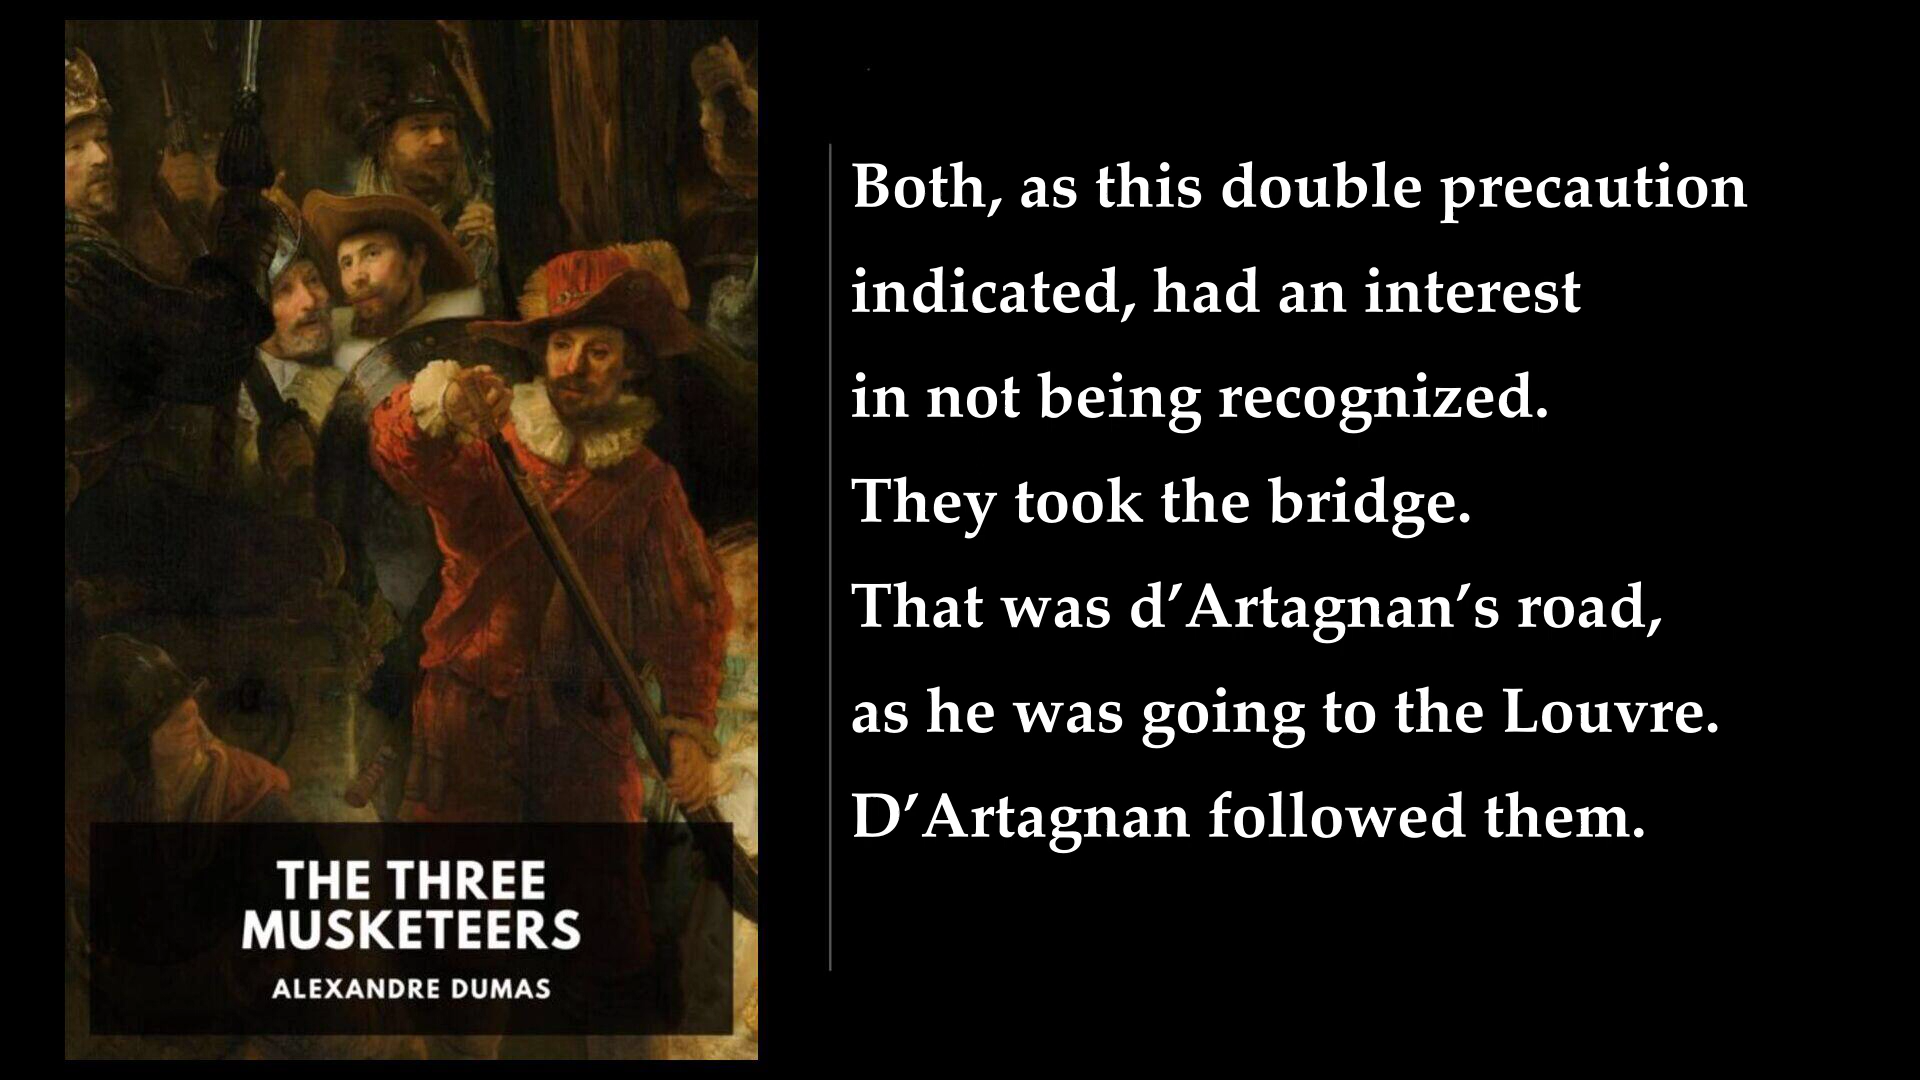 THE THREE
MUSKETEERS
ALEXANDRE DUMAS
Both, as this double precaution
indicated, had an interest
in not being recognized.
They took the bridge.
That was d’Artagnan’s road,
as he was going to the Louvre.
D’Artagnan followed them.